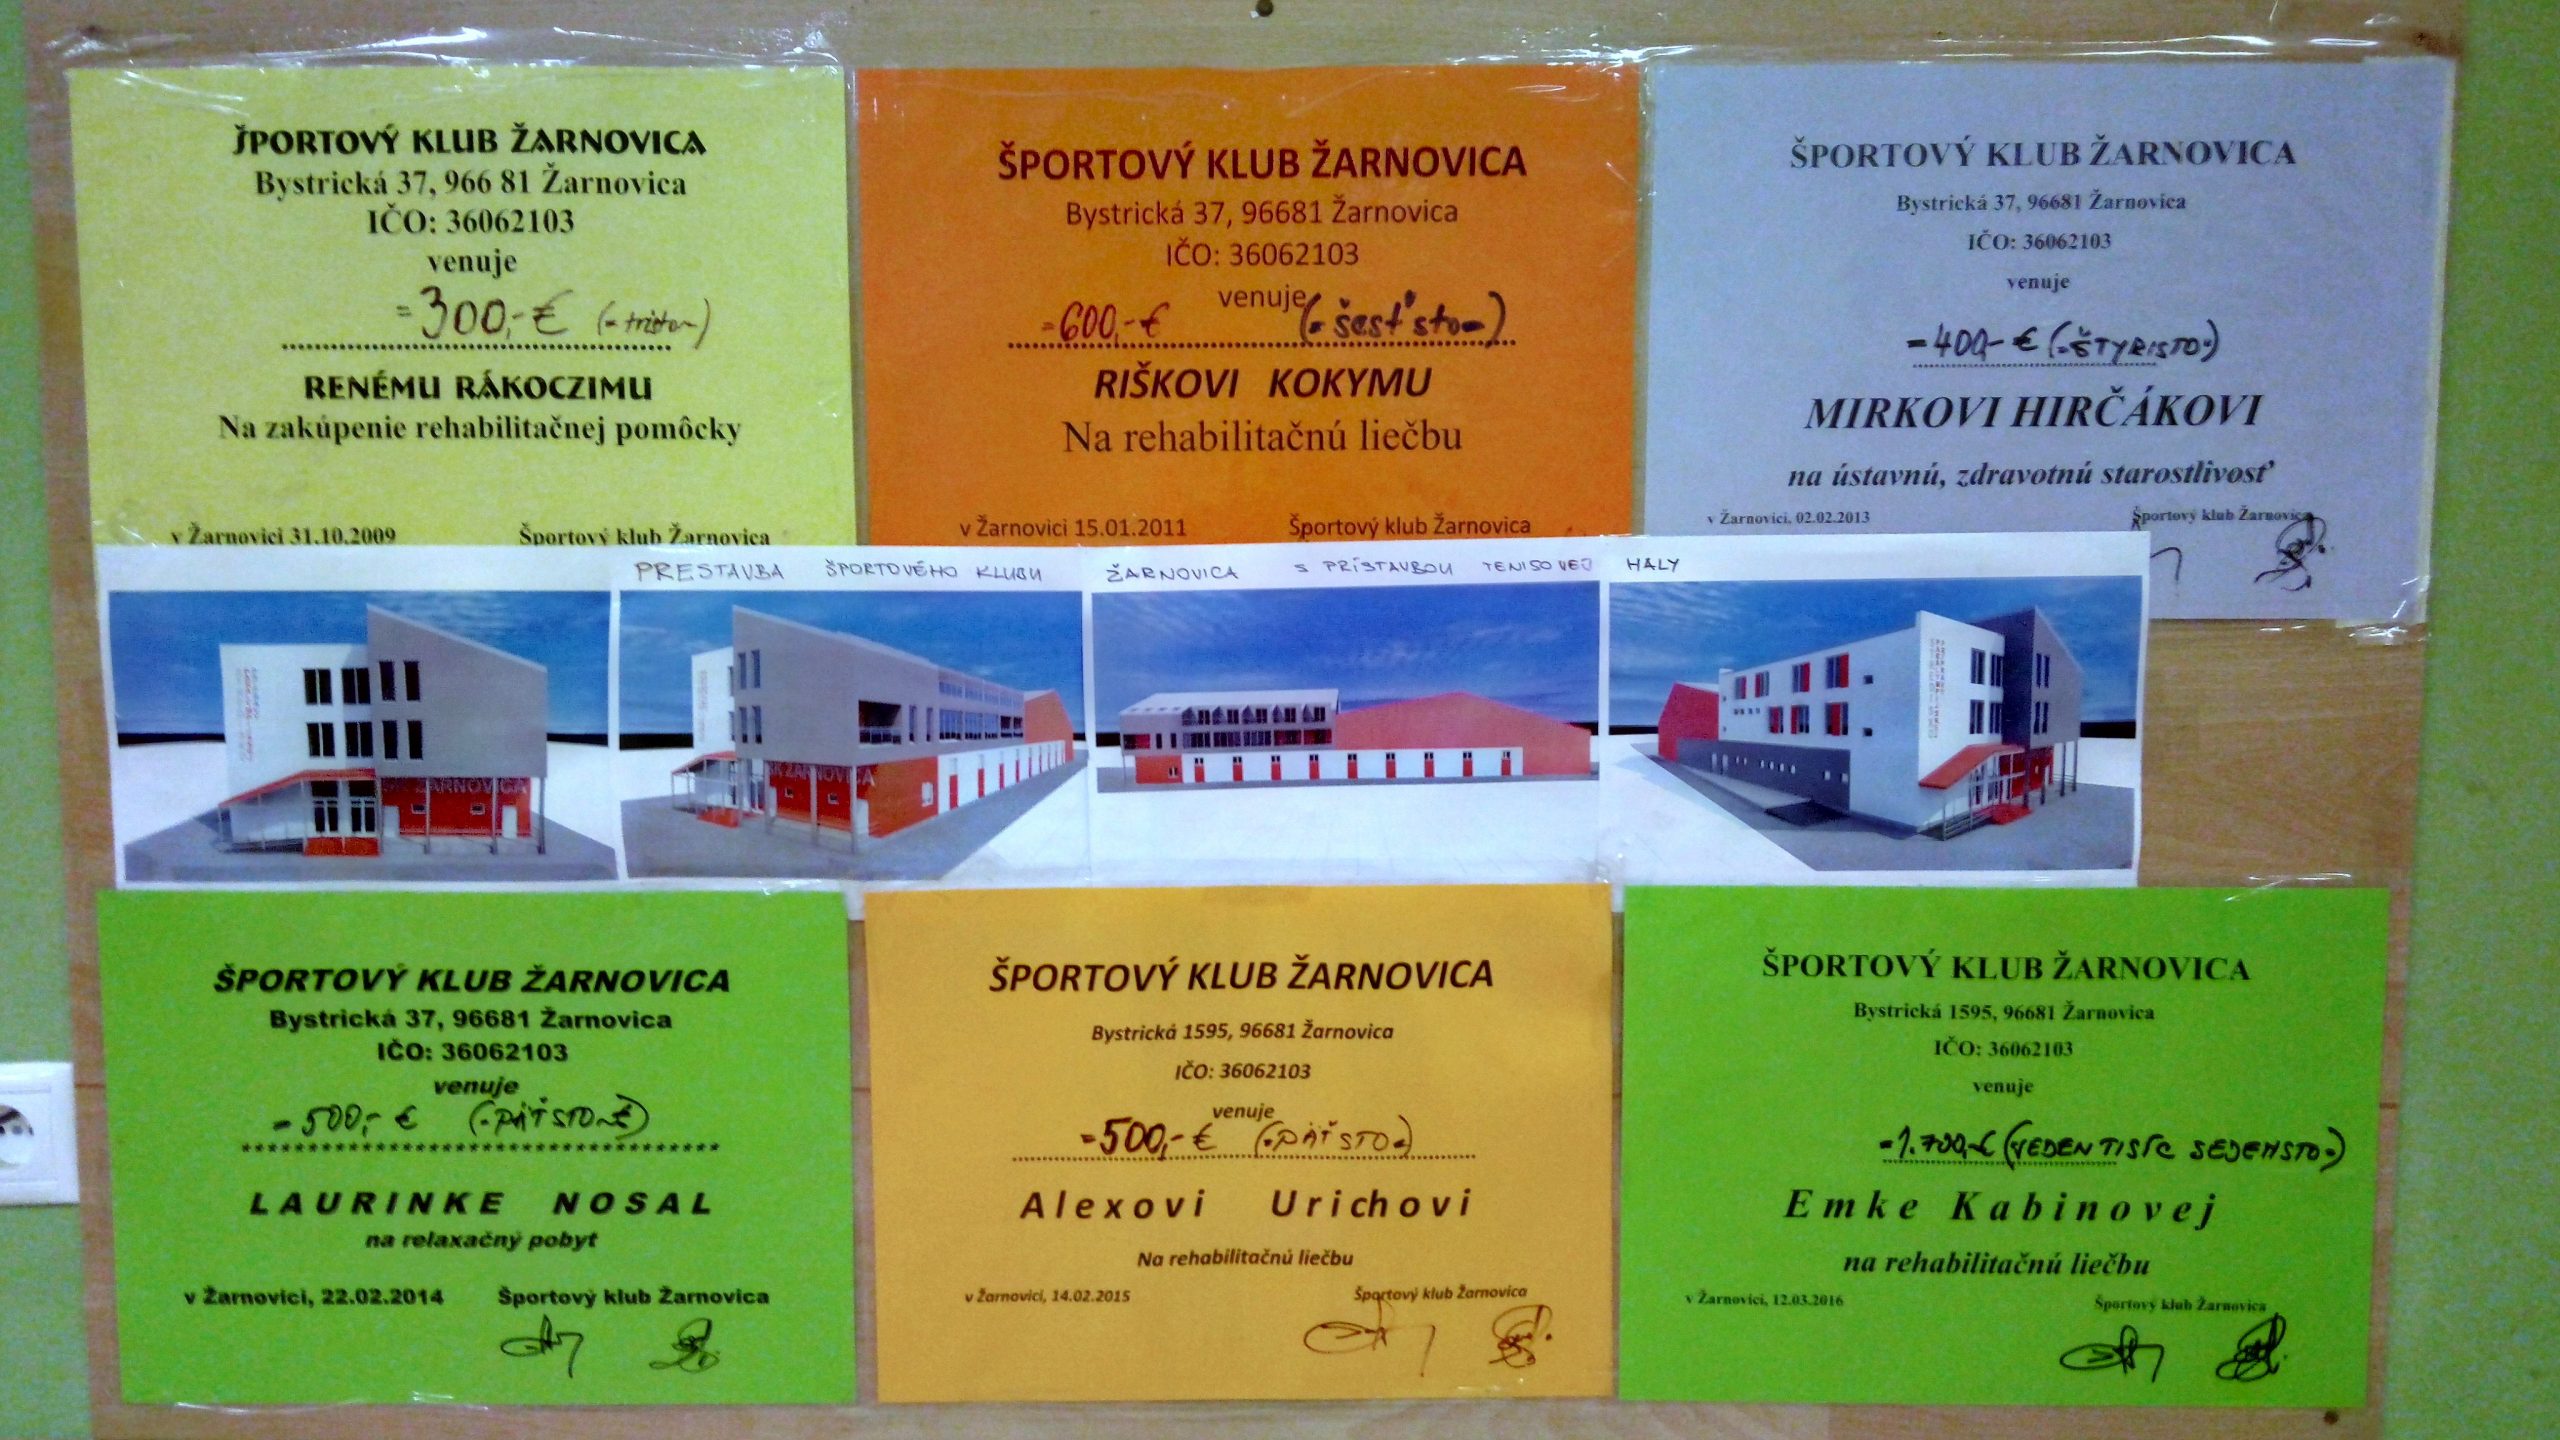 ŠPORTOVÝ KLUB ŽARNOVICA
Bystrická 37, 966 81 Žarnovica
IČO: 36062103
venuje
=300,-€ (=tristo=)
RENÉMU RÁKOCZIMU
Na zakúpenie rehabilitačnej pomôcky
v Žarnovici 31.10.2009 Športový klub Žarnovica
ŠPORTOVÝ KLUB ŽARNOVICA
Bystrická 37, 96681 Žarnovica
IČO: 36062103
venuje
=600,-€ (=šesťsto=)
RIŠKOVI KOKYMU
Na rehabilitačnú liečbu
v Žarnovici 15.01.2011 Športový klub Žarnovica
ŠPORTOVÝ KLUB ŽARNOVICA
Bystrická 37, 96681 Žarnovica
IČO: 36062103
venuje
=400,-€ (=ŠTYRISTO=)
MIRKOVI HIRČÁKOVI
na ústavnú, zdravotnú starostlivosť
v Žarnovici, 02.02.2013 Športový klub Žarnovica
PRESTAVBA ŠPORTOVÉHO KLUBU ŽARNOVICA S PRÍSTAVBOU TENISOVEJ HALY
ŠK ŽARNOVICA
ŠK ŽARNOVICA
ŠPORTOVÝ KLUB ŽARNOVICA
Bystrická 37, 96681 Žarnovica
IČO: 36062103
venuje
=500,-€ (=PÄŤSTO=€)
LAURINKE NOSAL
na relaxačný pobyt
v Žarnovici, 22.02.2014 Športový klub Žarnovica
ŠPORTOVÝ KLUB ŽARNOVICA
Bystrická 1595, 96681 Žarnovica
IČO: 36062103
venuje
=500,-€ (=PÄŤSTO=)
Alexovi Urichovi
Na rehabilitačnú liečbu
v Žarnovici, 14.02.2015 Športový klub Žarnovica
ŠPORTOVÝ KLUB ŽARNOVICA
Bystrická 1595, 96681 Žarnovica
IČO: 36062103
venuje
=1.700,-€ (JEDENTISÍC SEDEMSTO=)
Emke Kabinovej
na rehabilitačnú liečbu
v Žarnovici, 12.03.2016 Športový klub Žarnovica